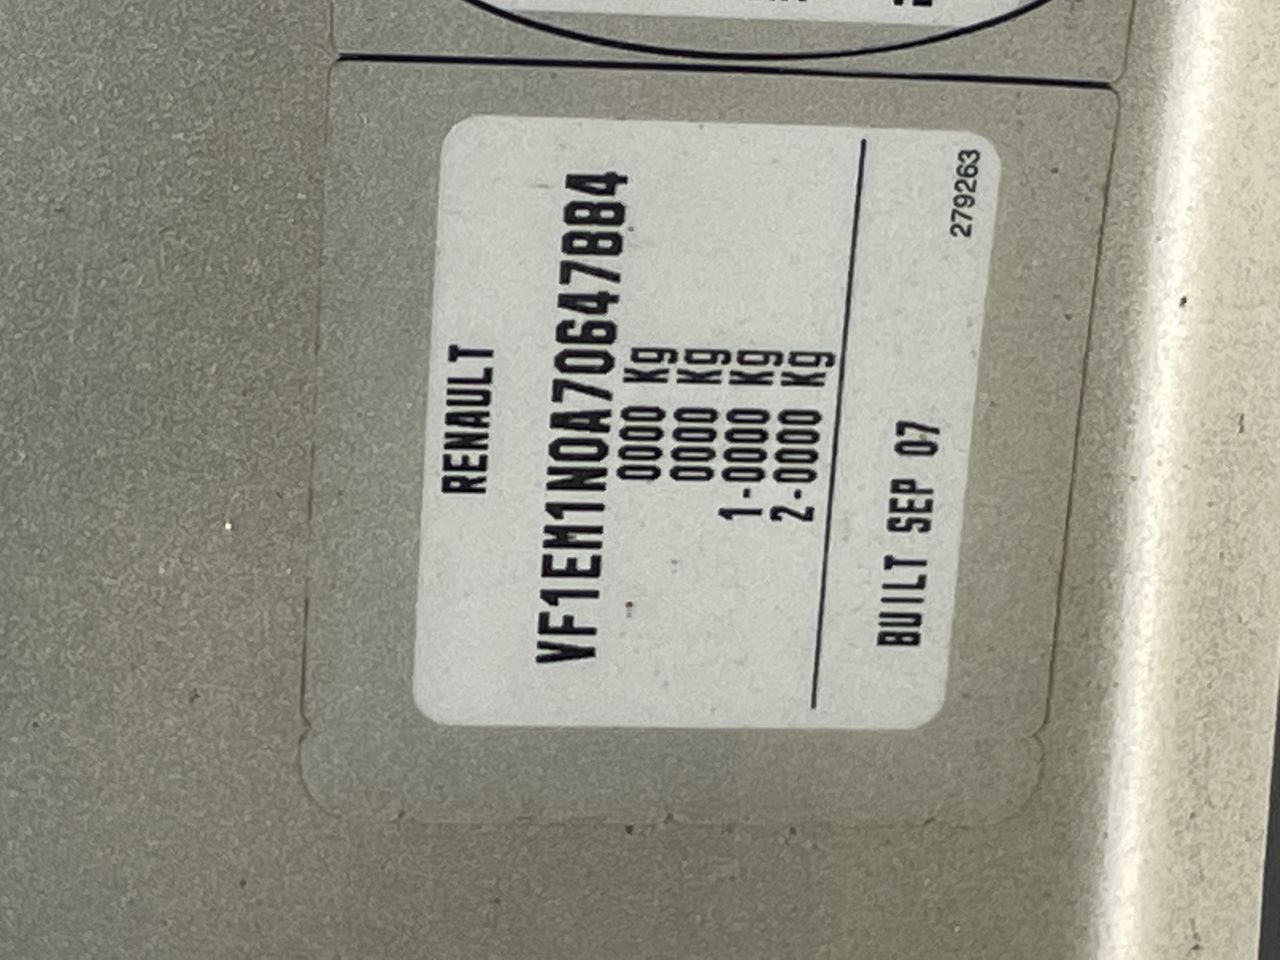 RENAULT
VF1EM1N0A70647884
0000 Kg
0000 Kg
1-0000 Kg
2-0000 Kg
BUILT SEP 07
279263